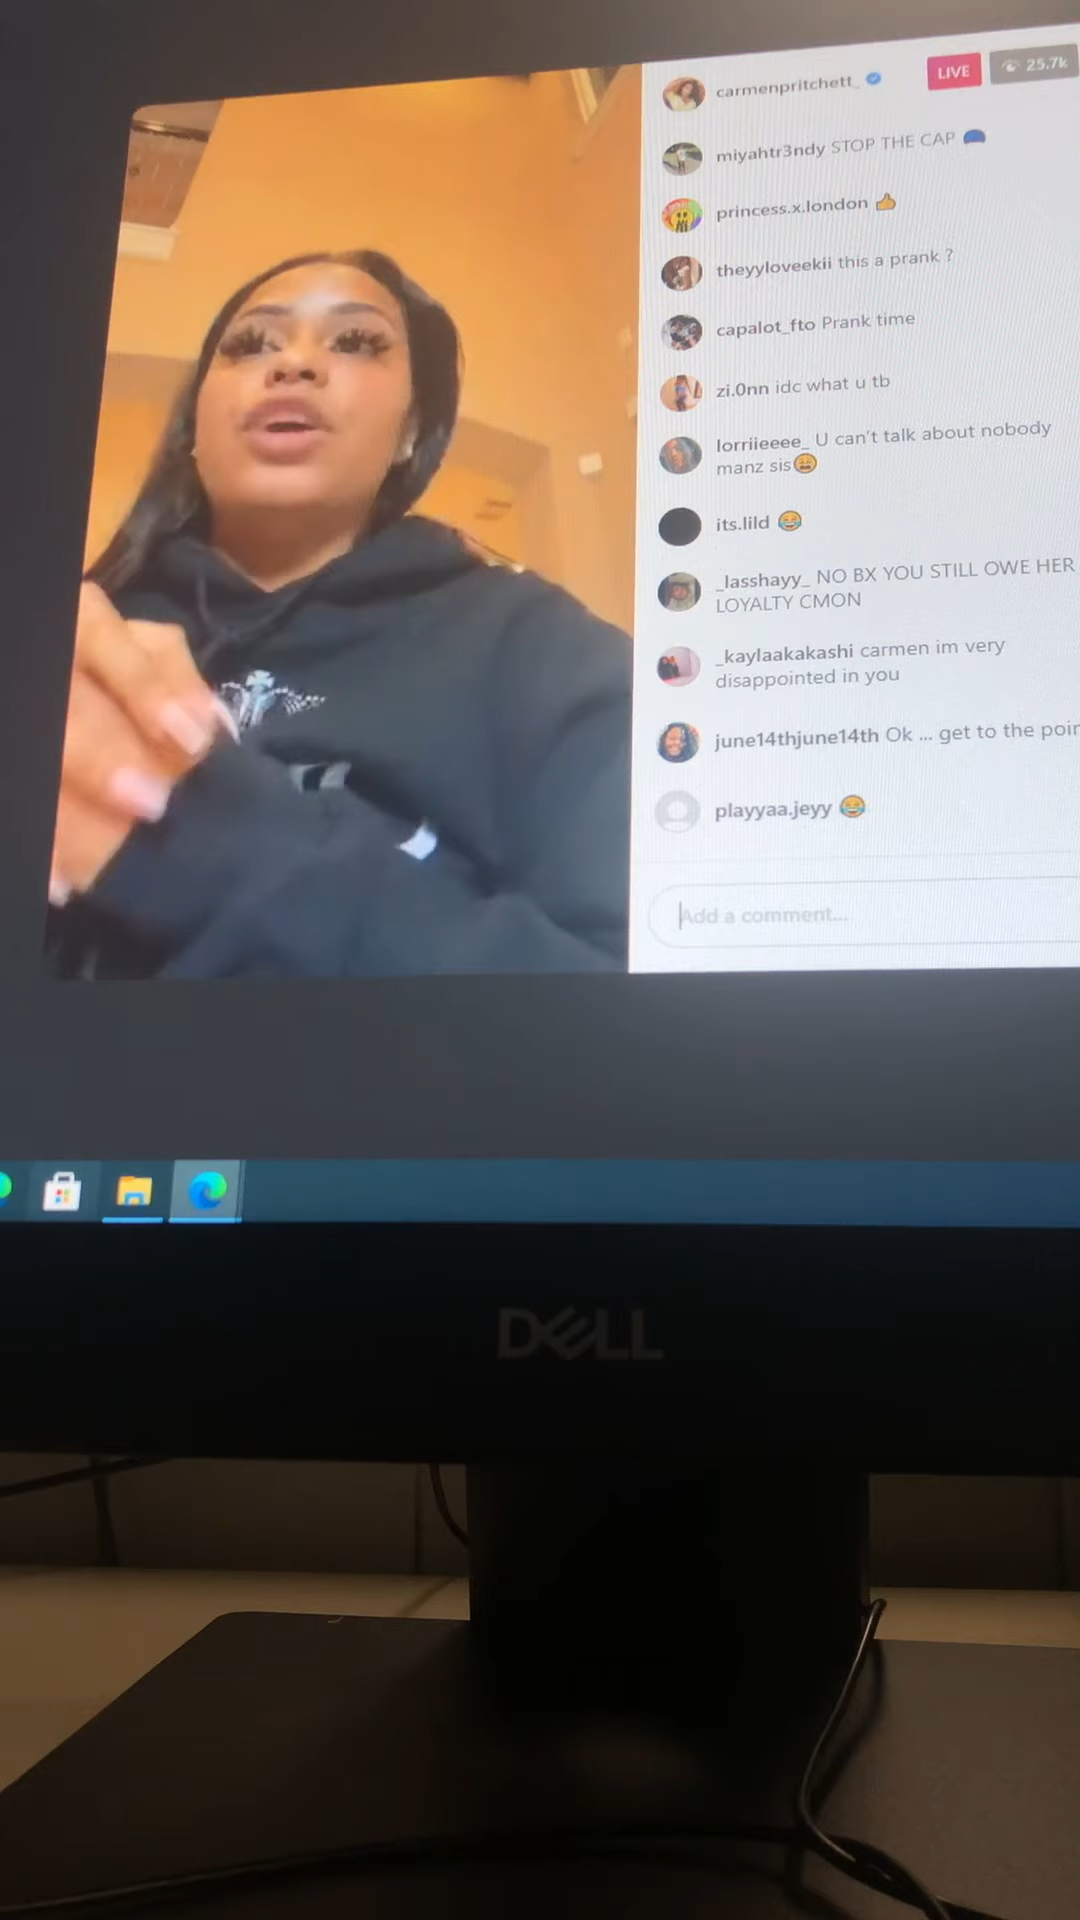 carmenpritchett_
LIVE
25.7k
miyahtr3ndy STOP THE CAP 🧢
princess.x.london 👍
theyyloveekii this a prank ?
capalot_fto Prank time
zi.0nn idc what u tb
lorriieeee_ U can't talk about nobody
manz sis😩
its.lild 😂
_lasshayy_ NO BX YOU STILL OWE HER
LOYALTY CMON
_kaylaakakashi carmen im very
disappointed in you
june14thjune14th Ok ... get to the poin
playyaa.jeyy 😂
Add a comment...
DELL